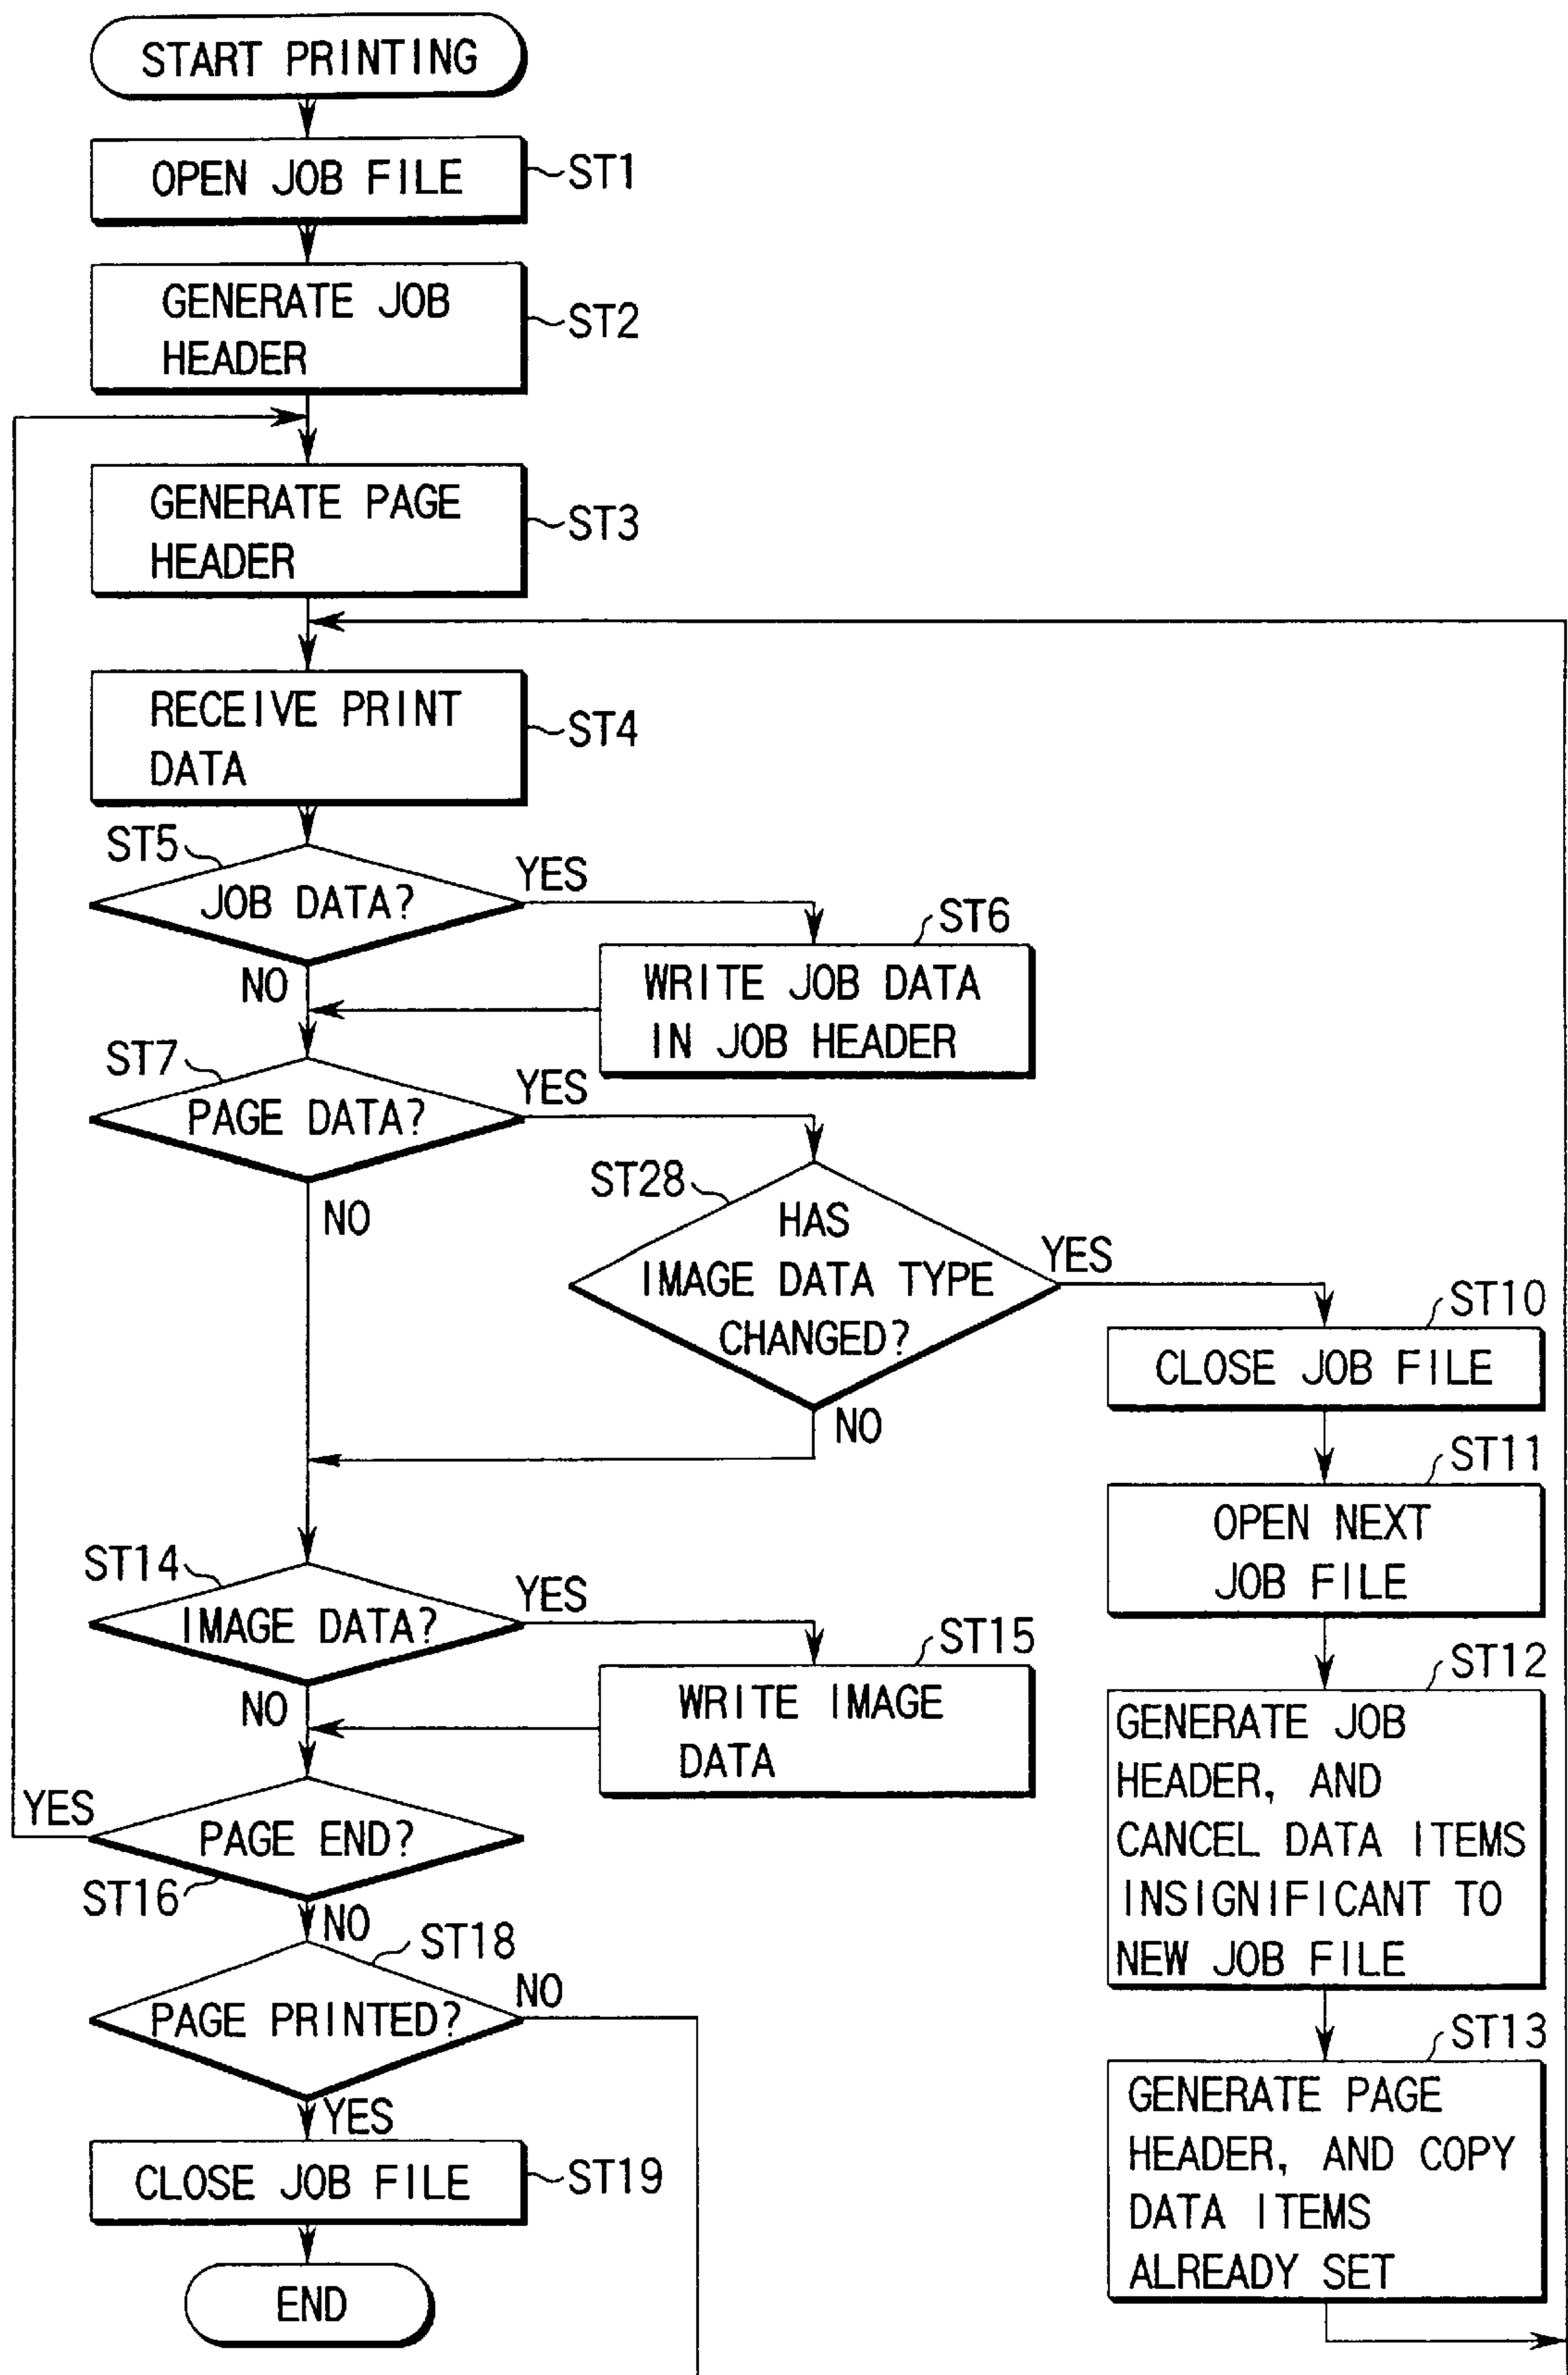 START PRINTING
OPEN JOB FILE
ST1
GENERATE JOB
HEADER
ST2
GENERATE PAGE
HEADER
ST3
RECEIVE PRINT
DATA
ST4
ST5
JOB DATA?
YES
NO
ST6
WRITE JOB DATA
IN JOB HEADER
ST7
PAGE DATA?
YES
NO
ST28
HAS
IMAGE DATA TYPE
CHANGED?
YES
NO
ST10
CLOSE JOB FILE
ST11
OPEN NEXT
JOB FILE
ST12
GENERATE JOB
HEADER, AND
CANCEL DATA ITEMS
INSIGNIFICANT TO
NEW JOB FILE
ST13
GENERATE PAGE
HEADER, AND COPY
DATA ITEMS
ALREADY SET
ST14
IMAGE DATA?
YES
NO
ST15
WRITE IMAGE
DATA
YES
PAGE END?
ST16
NO
ST18
PAGE PRINTED?
NO
YES
CLOSE JOB FILE
ST19
END